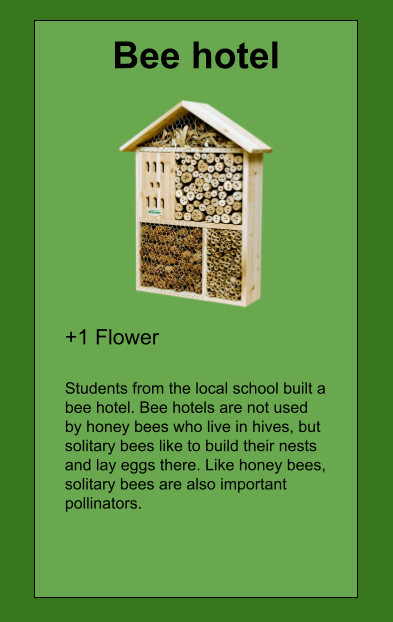 Bee hotel
+1 Flower
Students from the local school built a
bee hotel. Bee hotels are not used
by honey bees who live in hives, but
solitary bees like to build their nests
and lay eggs there. Like honey bees,
solitary bees are also important
pollinators.